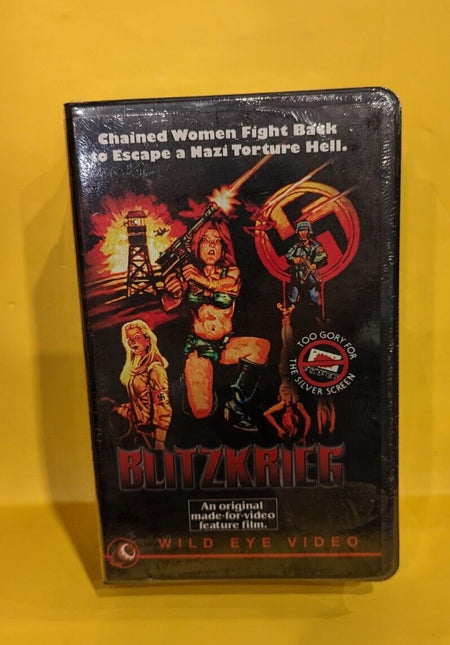 Chained Women Fight Back
to Escape a Nazi Torture Hell.
TOO GORY FOR
THE SILVER SCREEN
BLITZKRIEG
An original
made-for-video
feature film.
WILD EYE VIDEO